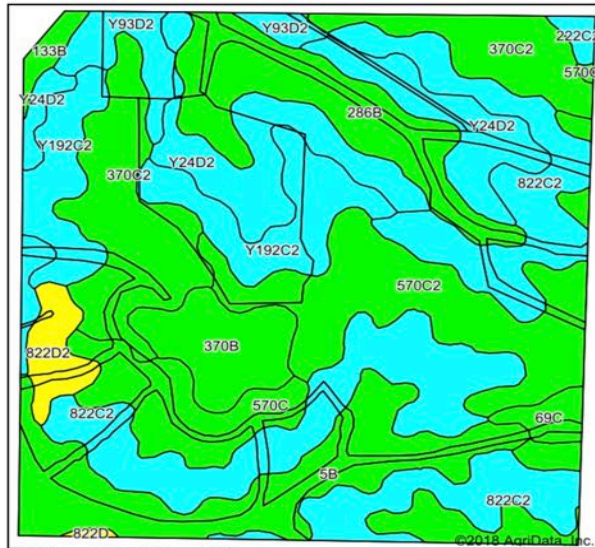 Y93D2
Y93D2
133B
370C2
222C2
570C
Y24D2
286B
Y24D2
Y192C2
Y24D2
370C2
822C2
Y192C2
570C2
370B
822D2
570C
822C2
69C
5B
822C2
822D
©2018 AgriData, Inc.